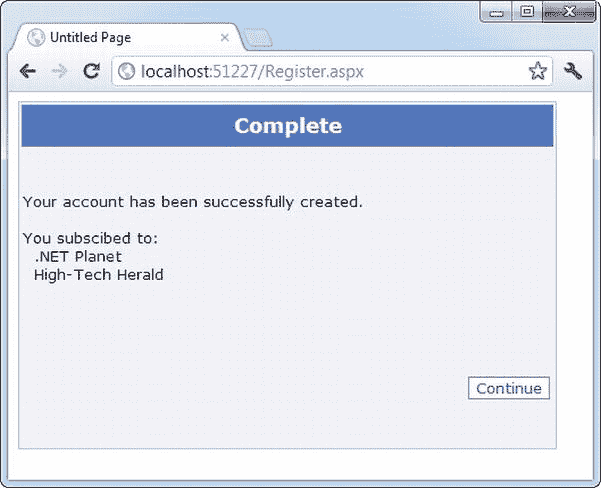 Untitled Page
localhost:51227/Register.aspx
Complete
Your account has been successfully created.
You subscibed to:
.NET Planet
High-Tech Herald
Continue